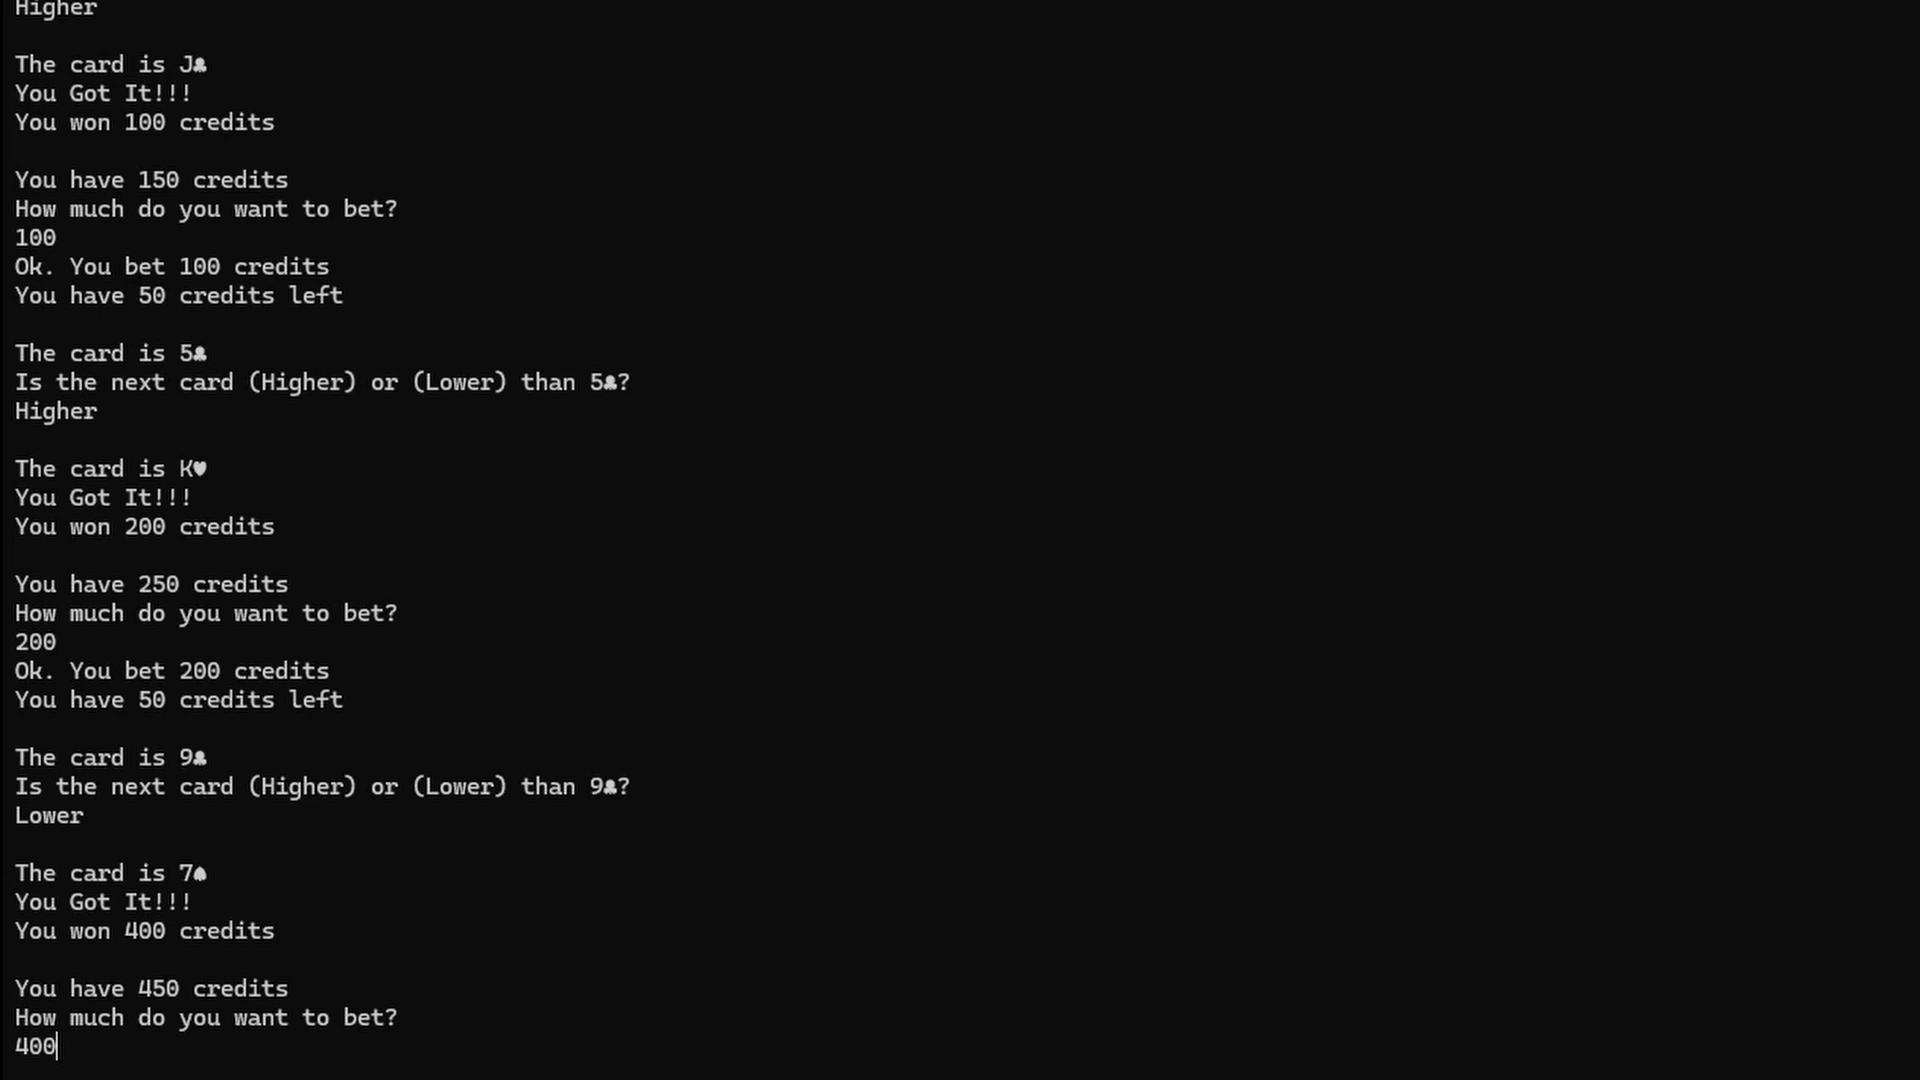 Higher
The card is J♣
You Got It!!!
You won 100 credits
You have 150 credits
How much do you want to bet?
100
Ok. You bet 100 credits
You have 50 credits left
The card is 5♣
Is the next card (Higher) or (Lower) than 5♣?
Higher
The card is K♥
You Got It!!!
You won 200 credits
You have 250 credits
How much do you want to bet?
200
Ok. You bet 200 credits
You have 50 credits left
The card is 9♣
Is the next card (Higher) or (Lower) than 9♣?
Lower
The card is 7♠
You Got It!!!
You won 400 credits
You have 450 credits
How much do you want to bet?
400